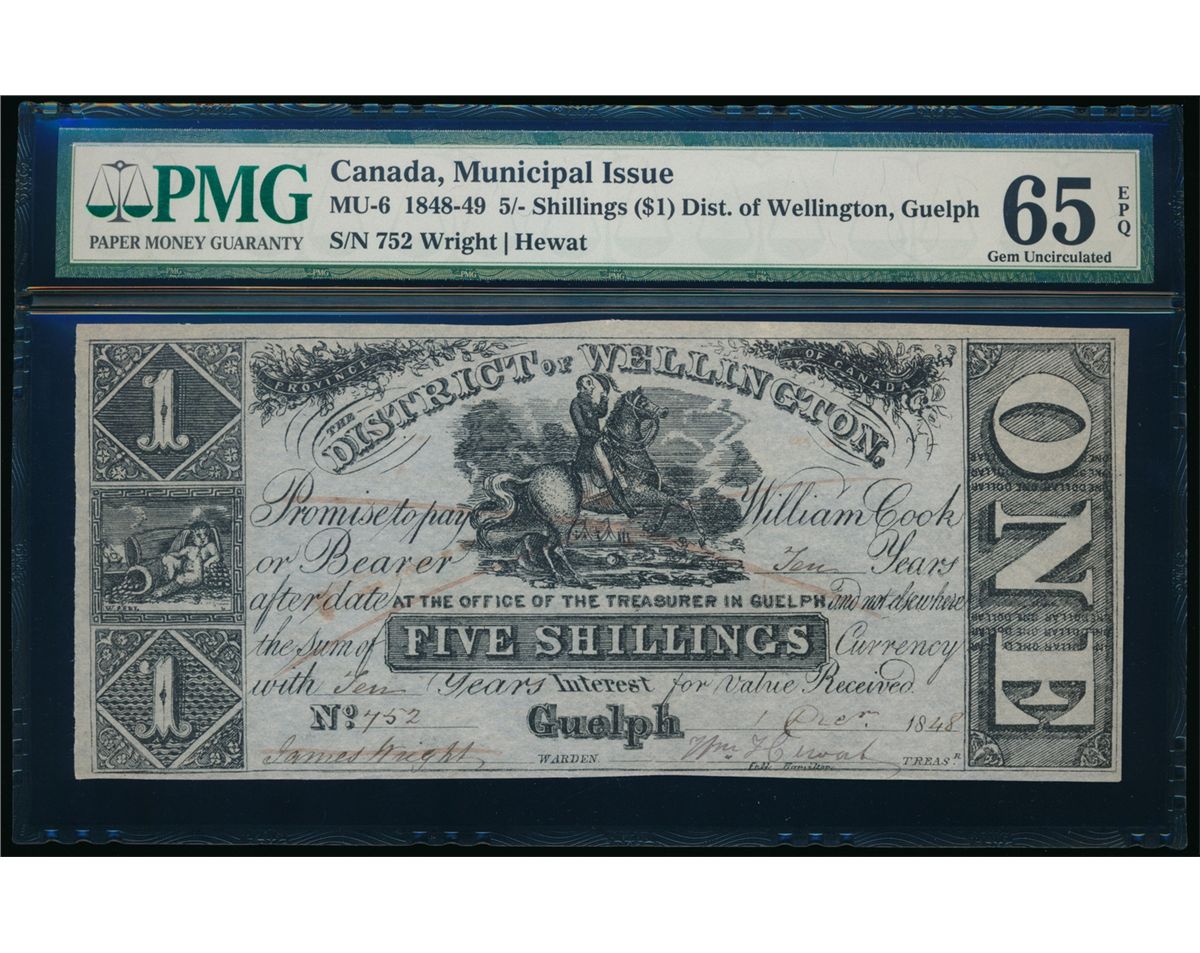 PMG
PAPER MONEY GUARANTY
Canada, Municipal Issue
MU-6 1848-49 5/- Shillings ($1) Dist. of Wellington, Guelph
S/N 752 Wright | Hewat
65 EPQ
Gem Uncirculated
PROVINCE OF CANADA
THE DISTRICT OF WELLINGTON,
1
1
ONE
Promise to pay William Cook
or Bearer Ten Years
after date AT THE OFFICE OF THE TREASURER IN GUELPH and not elsewhere
the sum of FIVE SHILLINGS Currency
with Ten Years Interest for Value Received.
No. 752 Guelph 1 Decr. 1848
James Wright WARDEN. Wm Hewat TREASR.